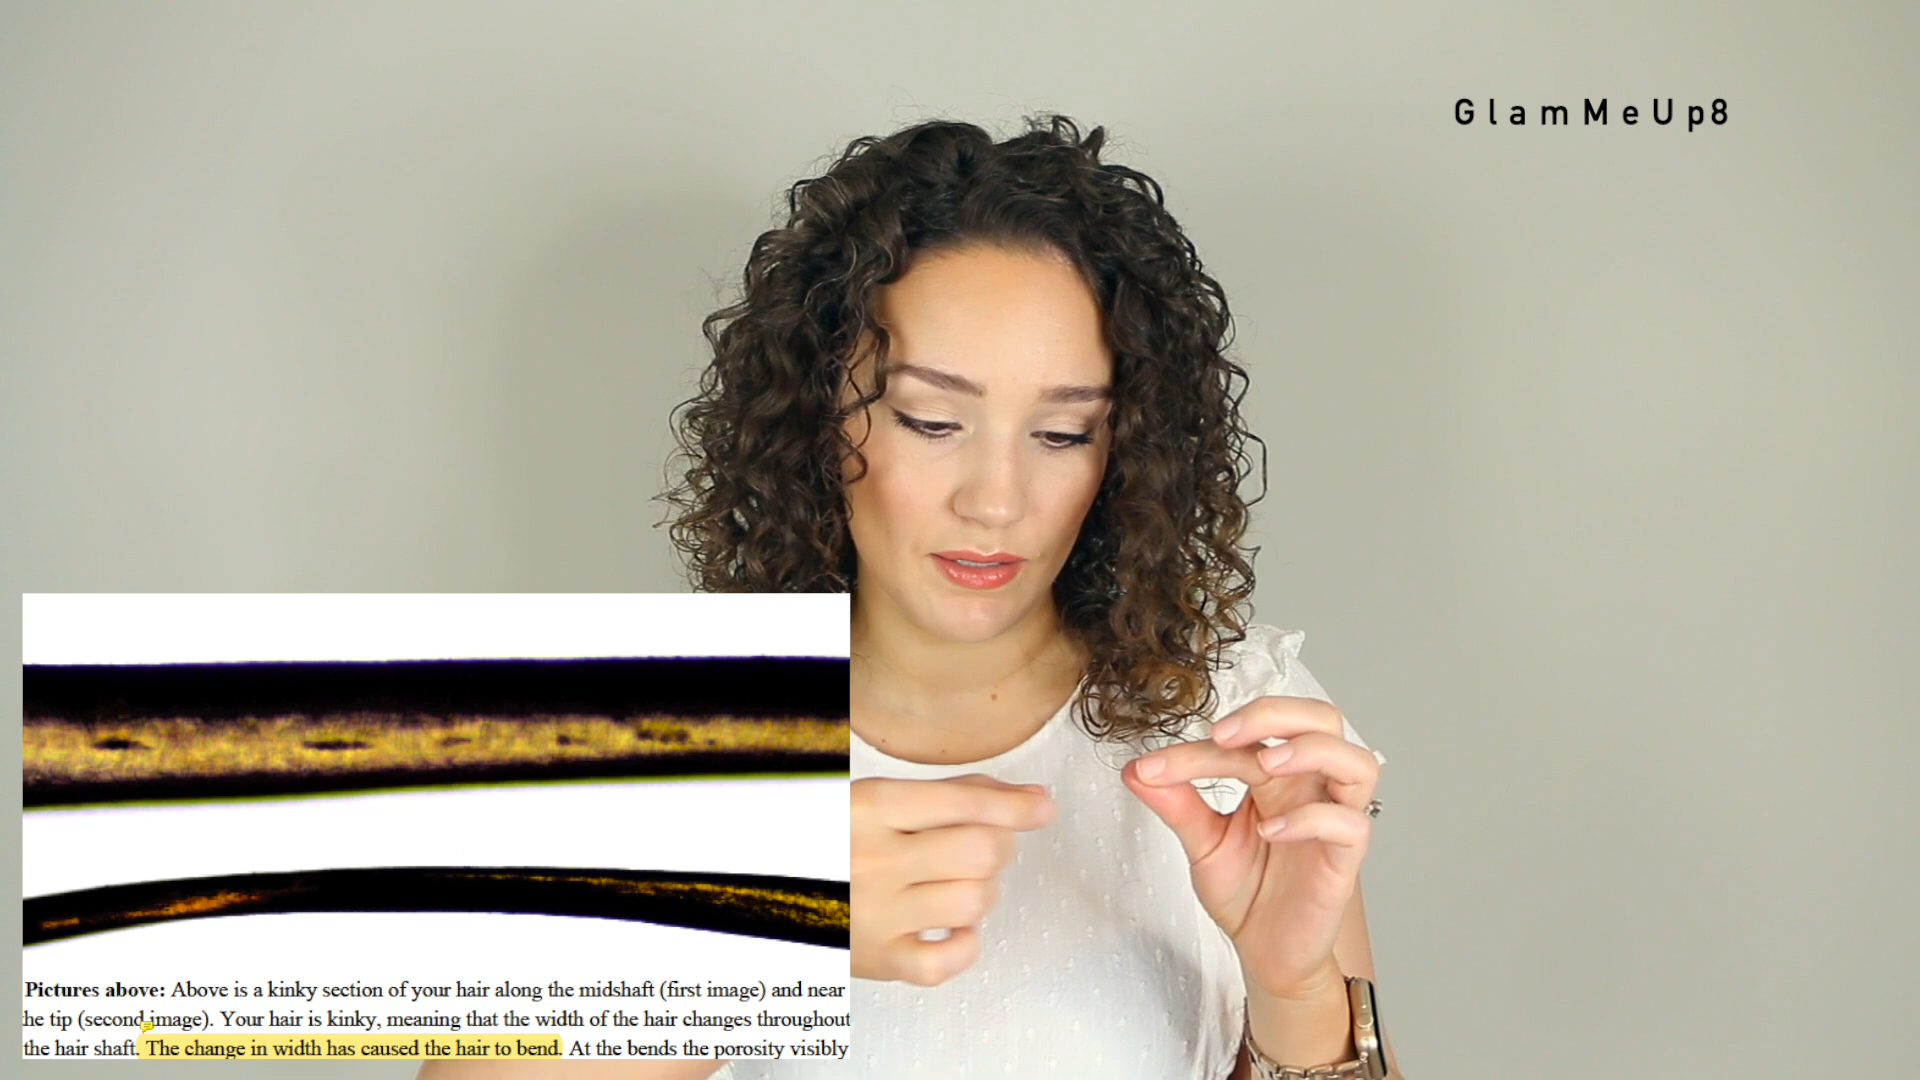 GlamMeUp8
Pictures above: Above is a kinky section of your hair along the midshaft (first image) and near
he tip (second image). Your hair is kinky, meaning that the width of the hair changes throughout
the hair shaft. The change in width has caused the hair to bend. At the bends the porosity visibly